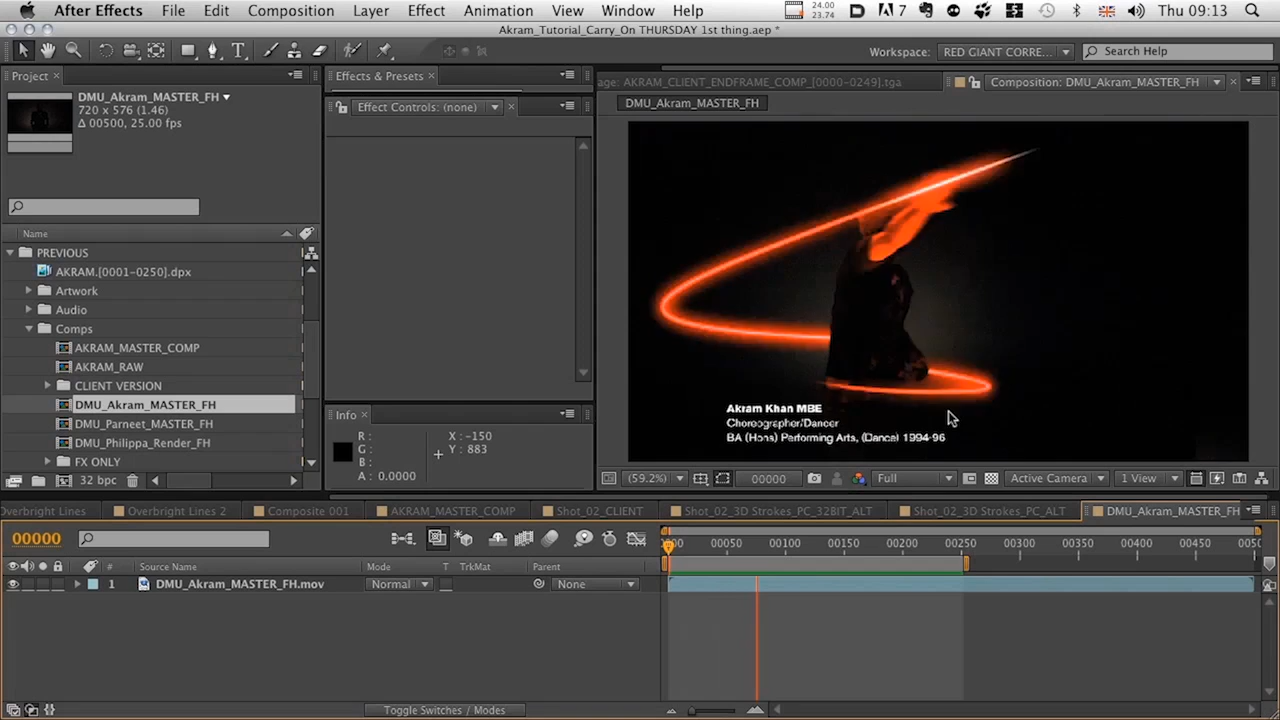 After Effects File Edit Composition Layer Effect Animation View Window Help 24.00 23.74 7 Thu 09:13
Akram_Tutorial_Carry_On THURSDAY 1st thing.aep *
T Workspace: RED GIANT CORRE... Search Help
Project × Effects & Presets × age: AKRAM_CLIENT_ENDFRAME_COMP_[0000-0249].tga Composition: DMU_Akram_MASTER_FH ×
DMU_Akram_MASTER_FH
720 x 576 (1.46)
Δ 00500, 25.00 fps
Effect Controls: (none) ×
DMU_Akram_MASTER_FH
Akram Khan MBE
Choreographer/Dancer
BA (Hons) Performing Arts, (Dance) 1994-96
Name
PREVIOUS
AKRAM.[0001-0250].dpx
Artwork
Audio
Comps
AKRAM_MASTER_COMP
AKRAM_RAW
CLIENT VERSION
DMU_Akram_MASTER_FH
DMU_Parneet_MASTER_FH
DMU_Philippa_Render_FH
FX ONLY
32 bpc
Info ×
R :
G :
B :
A : 0.0000
X : -150
Y : 883
(59.2%) 00000 Full Active Camera 1 View
Overbright Lines Overbright Lines 2 Composite 001 AKRAM_MASTER_COMP Shot_02_CLIENT Shot_02_3D Strokes_PC_32BIT_ALT Shot_02_3D Strokes_PC_ALT DMU_Akram_MASTER_FH
00000 00050 00100 00150 00200 00250 00300 00350 00400 00450
# Source Name Mode T TrkMat Parent
1 DMU_Akram_MASTER_FH.mov Normal None
Toggle Switches / Modes